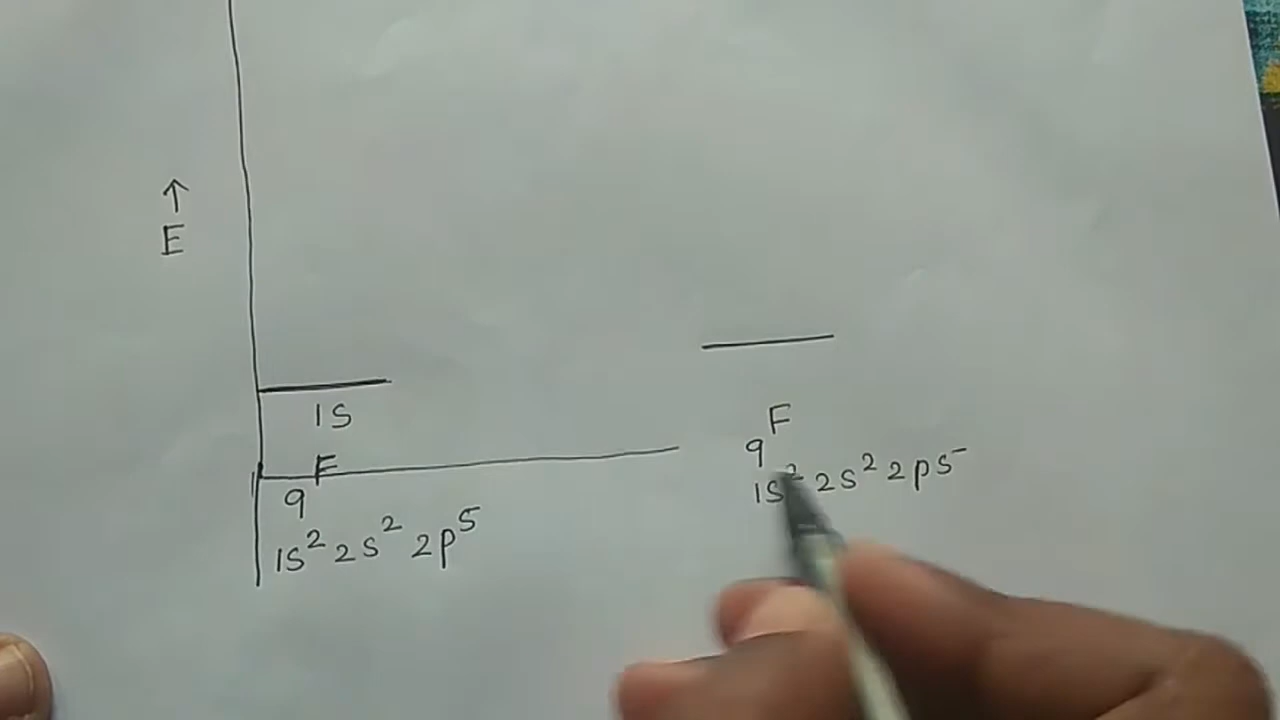 ↑
E
1S
F
9
1S² 2S² 2p⁵
F
9
1S² 2S² 2p⁵